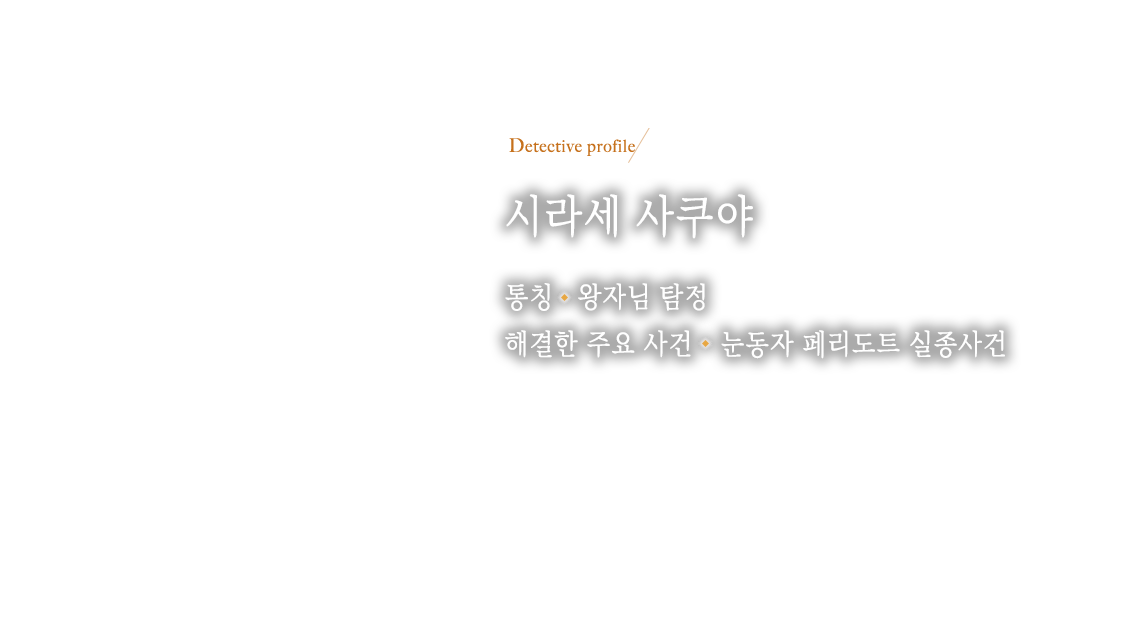 Detective profile
시라세 사쿠야
통칭◆왕자님 탐정
해결한 주요 사건◆눈동자 페리도트 실종사건